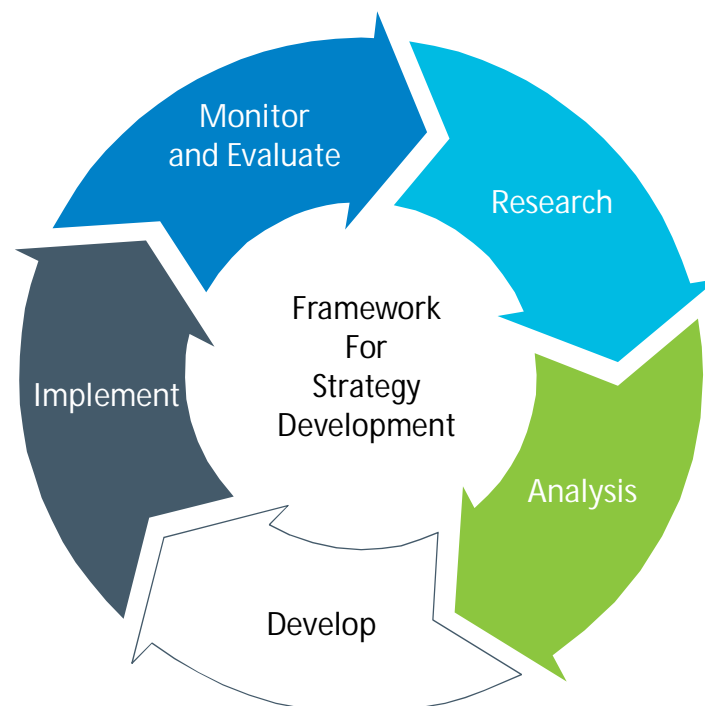 Monitor
and Evaluate
Research
Framework
For
Strategy
Development
Implement
Analysis
Develop